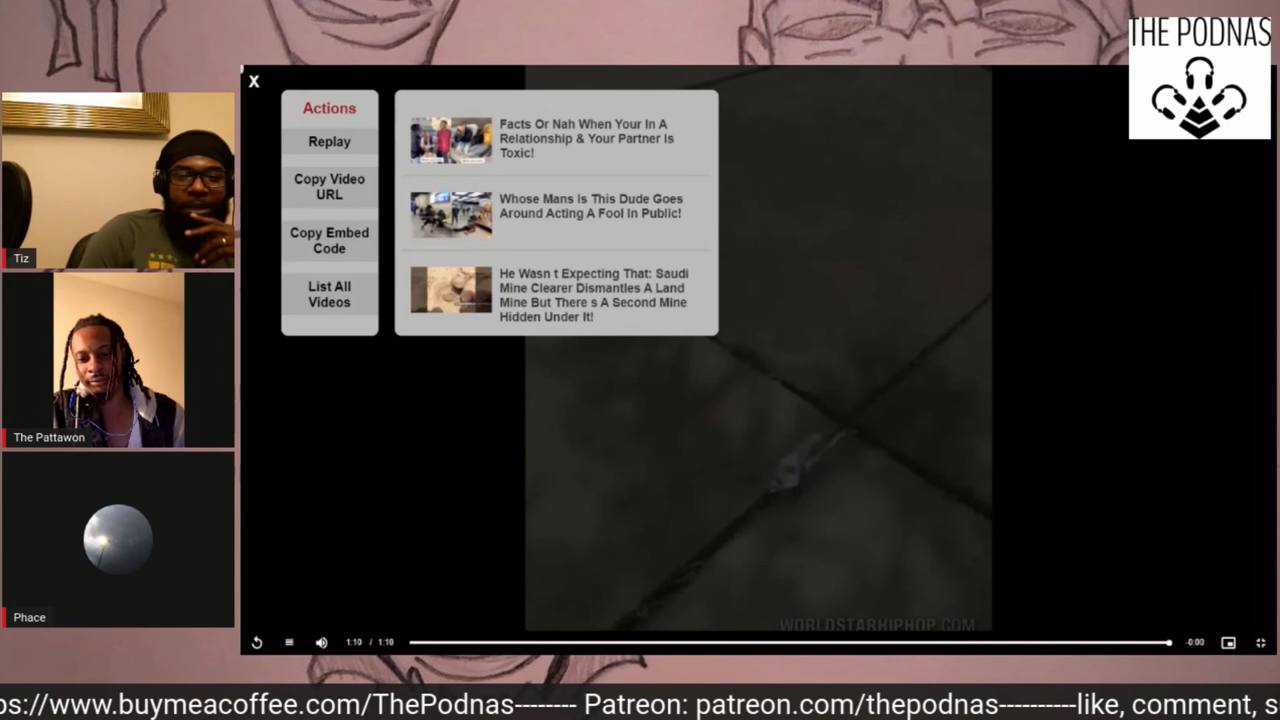 THE PODNAS
X
Actions
Replay
Copy Video
URL
Copy Embed
Code
List All
Videos
Facts Or Nah When Your In A
Relationship & Your Partner Is
Toxic!
Whose Mans Is This Dude Goes
Around Acting A Fool In Public!
He Wasn t Expecting That: Saudi
Mine Clearer Dismantles A Land
Mine But There s A Second Mine
Hidden Under It!
Tiz
The Pattawon
Phace
WORLDSTARHIPHOP.COM
1:10 / 1:10
-0:00
ps://www.buymeacoffee.com/ThePodnas-------- Patreon: patreon.com/thepodnas----------like, comment, s